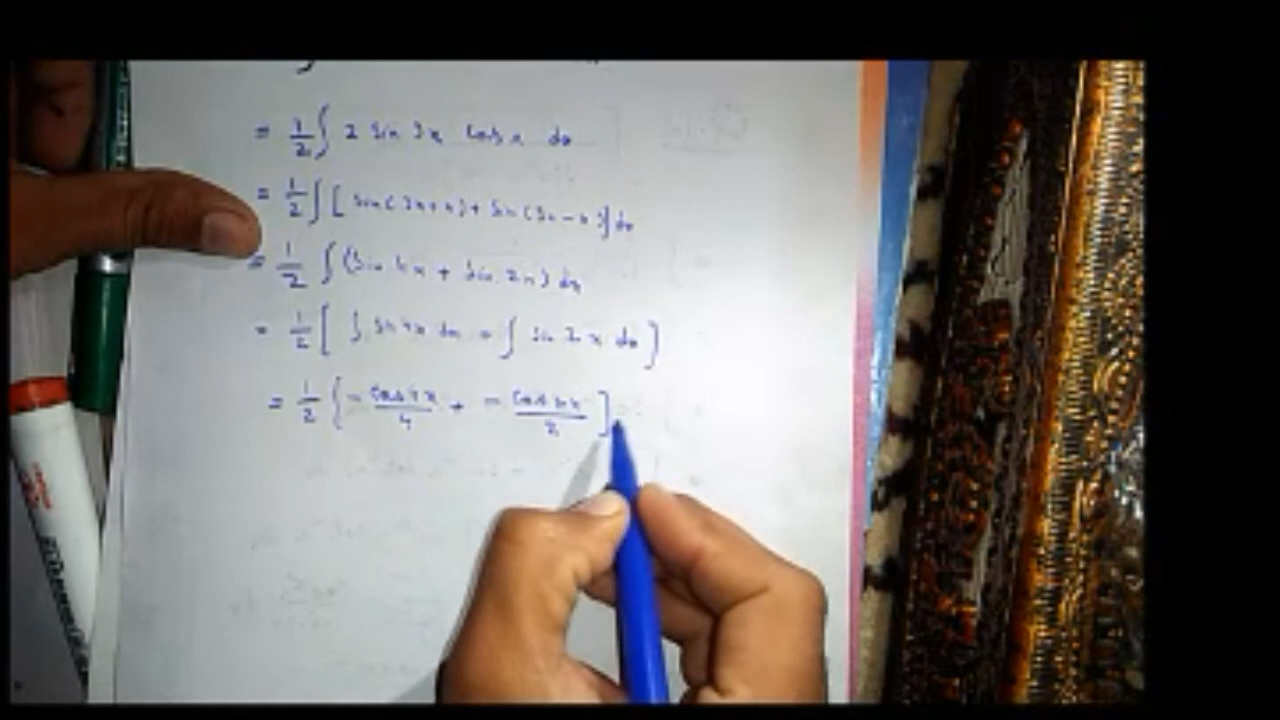 = 1/2 ∫ 2 sin 3x cos x dx
= 1/2 ∫ [ sin(3x+x) + sin(3x-x) ] dx
= 1/2 ∫ (sin 4x + sin 2x) dx
= 1/2 [ ∫ sin 4x dx + ∫ sin 2x dx ]
= 1/2 { - cos 4x/4 + - cos 2x/2 ]